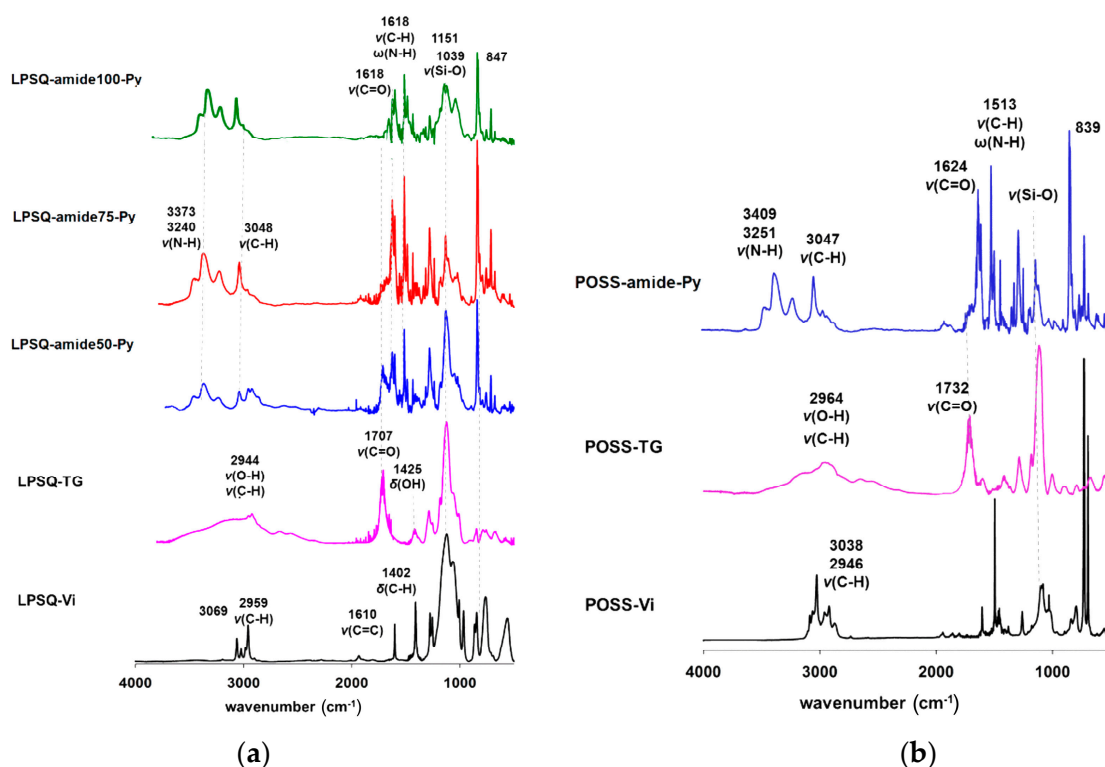 LPSQ-amide100-Py
1618
ν(C-H)
ω(N-H)
1618
ν(C=O)
1151
1039
ν(Si-O)
847
LPSQ-amide75-Py
3373
3240
ν(N-H)
3048
ν(C-H)
LPSQ-amide50-Py
LPSQ-TG
2944
ν(O-H)
ν(C-H)
1707
ν(C=O)
1425
δ(OH)
LPSQ-Vi
3069
2959
ν(C-H)
1610
ν(C=C)
1402
δ(C-H)
4000 3000 2000 1000
wavenumber (cm⁻¹)
(a)
POSS-amide-Py
3409
3251
ν(N-H)
3047
ν(C-H)
1624
ν(C=O)
1513
ν(C-H)
ω(N-H)
ν(Si-O)
839
POSS-TG
2964
ν(O-H)
ν(C-H)
1732
ν(C=O)
POSS-Vi
3038
2946
ν(C-H)
4000 3000 2000 1000
wavenumber (cm⁻¹)
(b)